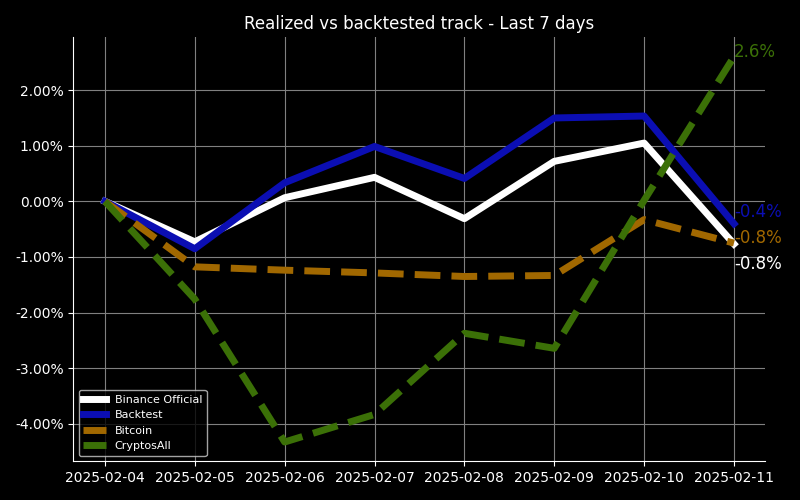 Realized vs backtested track - Last 7 days
2.6%
2.00%
1.00%
0.00%
-0.4%
-0.8%
-1.00%
-0.8%
-2.00%
-3.00%
-4.00%
Binance Official
Backtest
Bitcoin
CryptosAll
2025-02-04 2025-02-05 2025-02-06 2025-02-07 2025-02-08 2025-02-09 2025-02-10 2025-02-11